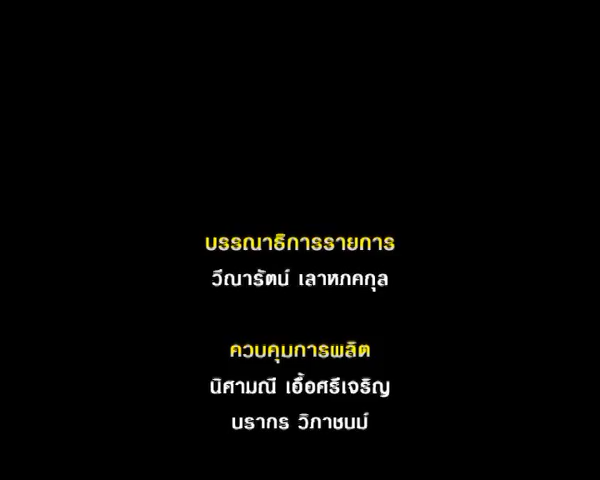 บรรณาธิการรายการ
วีณารัตน์ เลาหภคกุล
ควบคุมการผลิต
นิศามณี เอื้อศรีเจริญ
นรากร วิภาชนม์